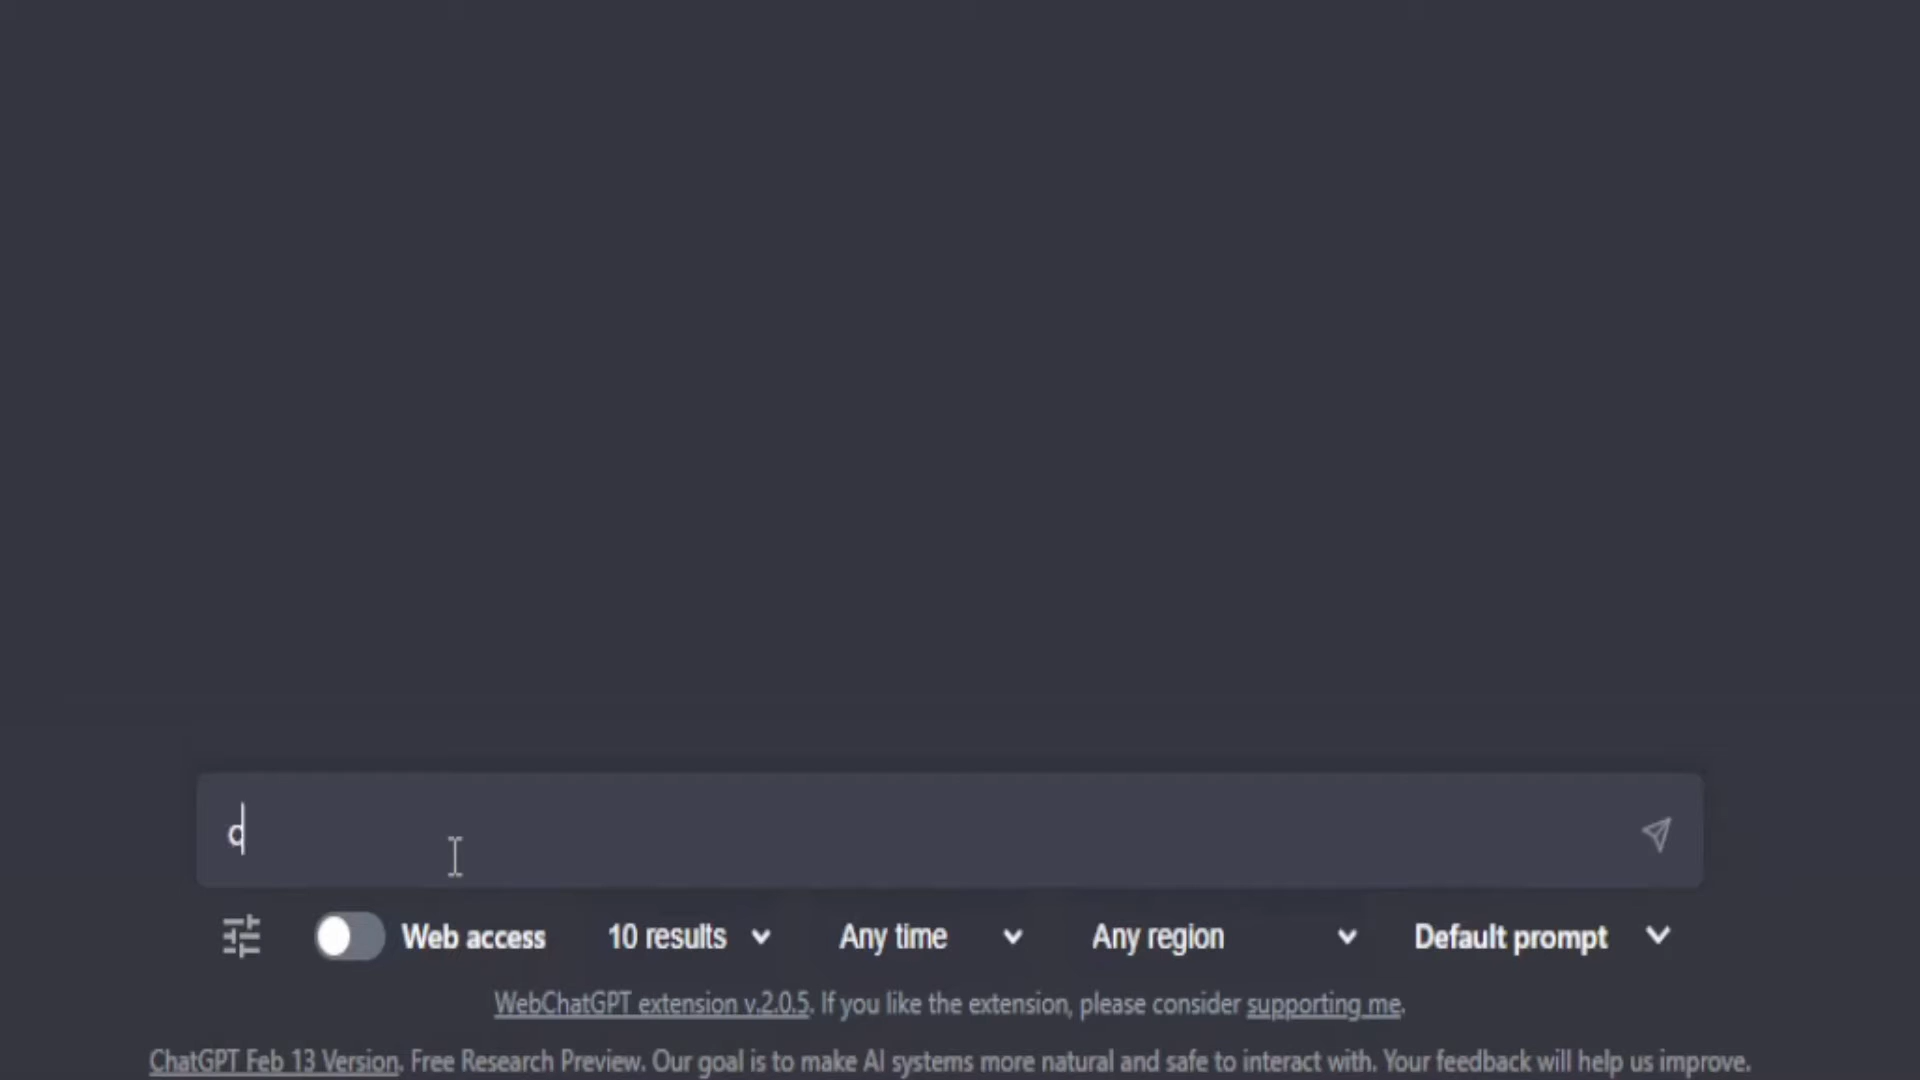 c
Web access 10 results Any time Any region Default prompt
WebChatGPT extension v.2.0.5. If you like the extension, please consider supporting me.
ChatGPT Feb 13 Version. Free Research Preview. Our goal is to make AI systems more natural and safe to interact with. Your feedback will help us improve.